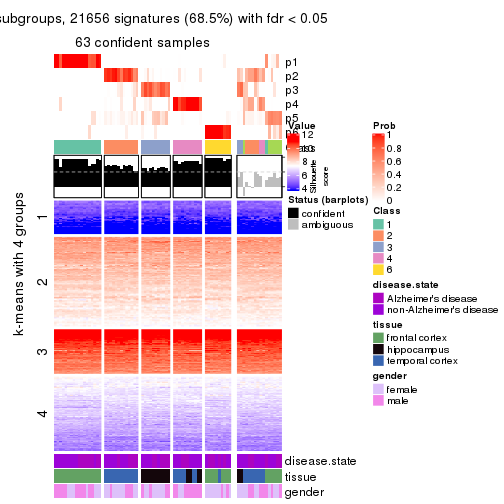 subgroups, 21656 signatures (68.5%) with fdr < 0.05
63 confident samples
p1
p2
p3
p4
p5
p6
Value
12
10
8
6
4
Silhouette
score
Status (barplots)
confident
ambiguous
k-means with 4 groups
1
2
3
4
disease.state
tissue
gender
Prob
1
0.8
0.6
0.4
0.2
0
Class
1
2
3
4
6
disease.state
Alzheimer's disease
non-Alzheimer's disease
tissue
frontal cortex
hippocampus
temporal cortex
gender
female
male